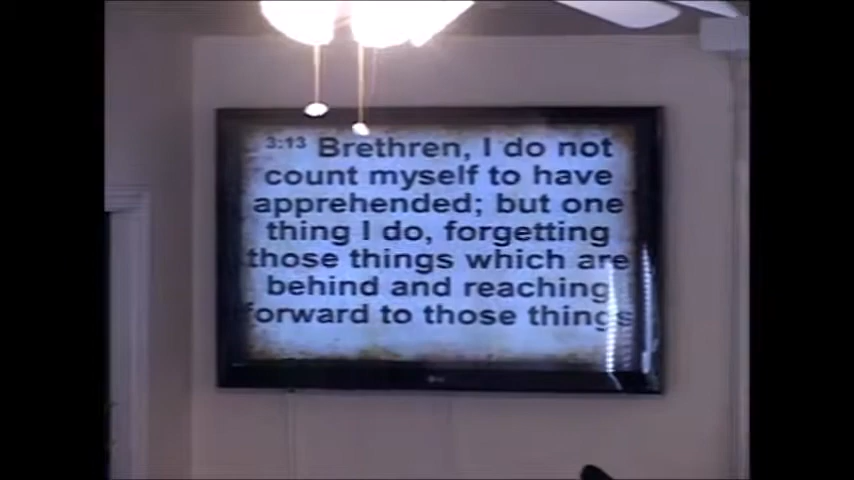 3:13 Brethren, I do not
count myself to have
apprehended; but one
thing I do, forgetting
those things which are
behind and reaching
forward to those things